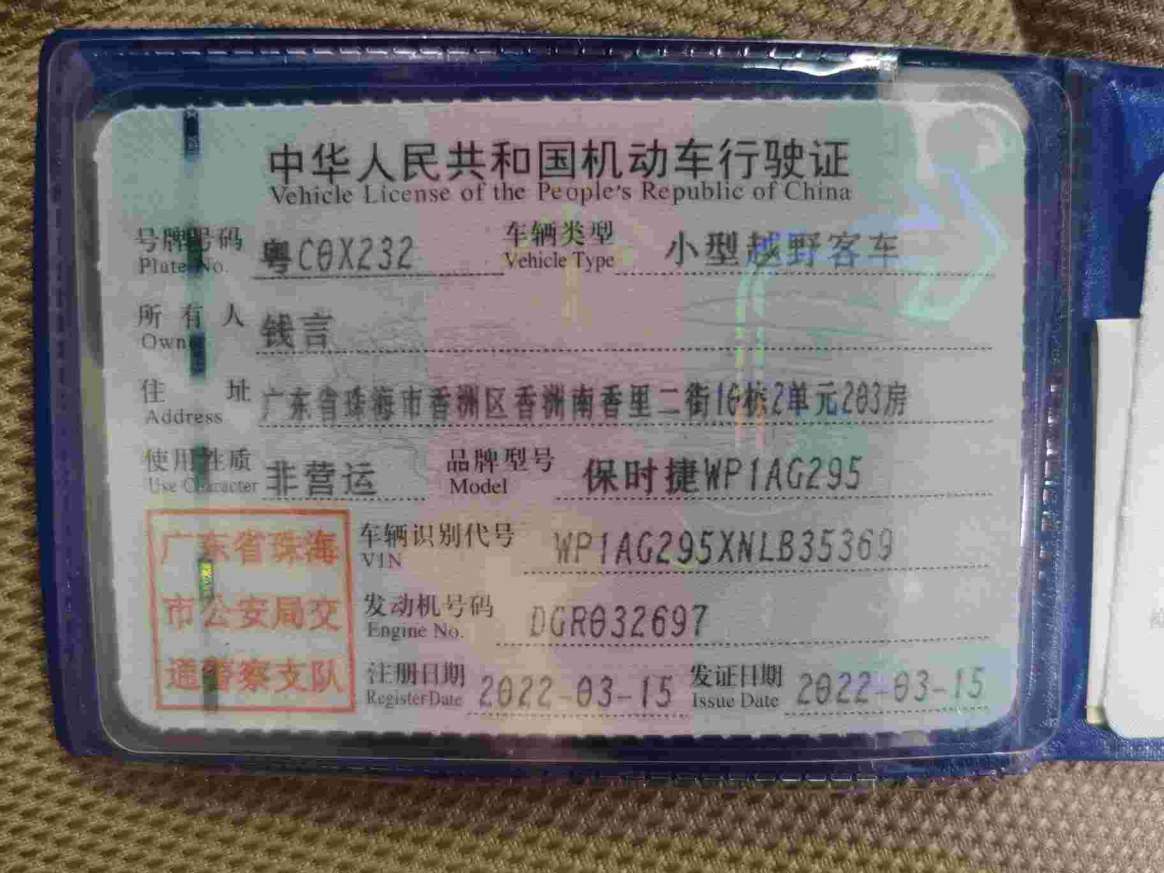 中华人民共和国机动车行驶证
Vehicle License of the People's Republic of China
号牌号码 粤C0X232 车辆类型 小型越野客车
Plate No. Vehicle Type
所有人 钱言
Owner
住址 广东省珠海市香洲区香洲南香里二街16栋2单元203房
Address
使用性质 非营运 品牌型号 保时捷WP1AG295
Use Character Model
广东省珠海
市公安局交
通警察支队
车辆识别代号 WP1AG295XNLB35369
VIN
发动机号码 DGR032697
Engine No.
注册日期 2022-03-15 发证日期 2022-03-15
Register Date Issue Date